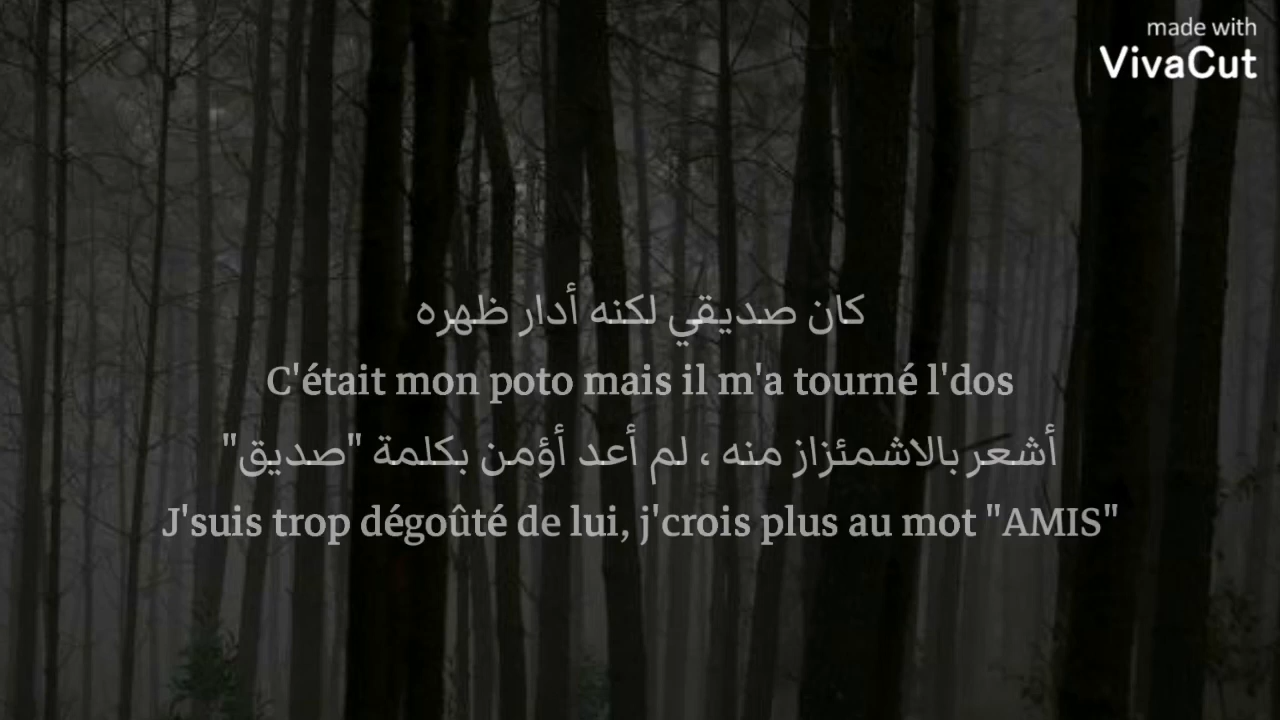 made with
VivaCut
كان صديقي لكنه أدار ظهره
C'était mon poto mais il m'a tourné l'dos
أشعر بالاشمئزاز منه ، لم أعد أؤمن بكلمة "صديق"
J'suis trop dégoûté de lui, j'crois plus au mot "AMIS"